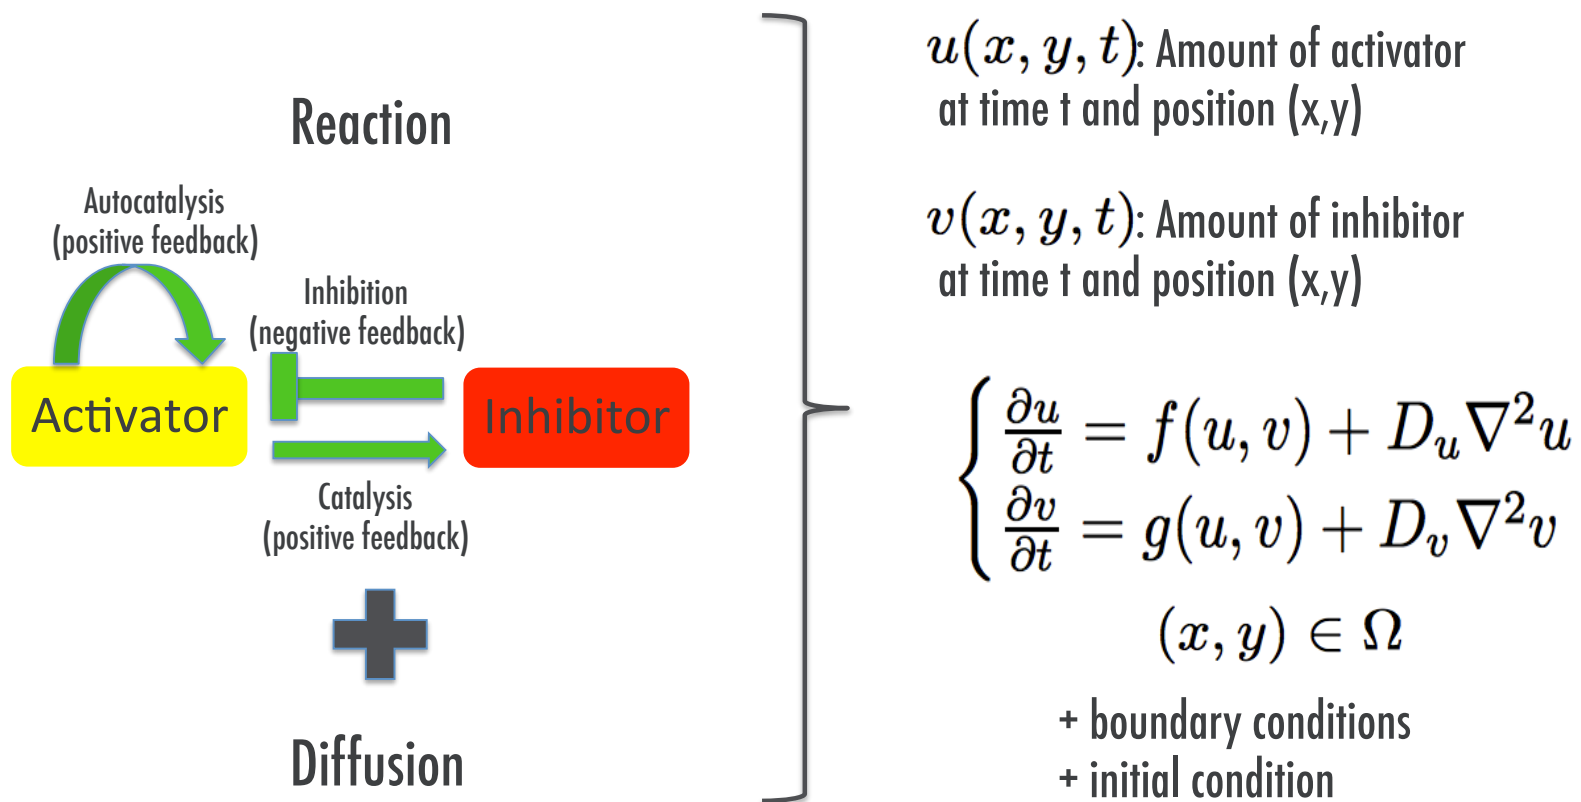 Reaction
Autocatalysis
(positive feedback)
Inhibition
(negative feedback)
Activator
Inhibitor
Catalysis
(positive feedback)
Diffusion
u(x, y, t): Amount of activator
at time t and position (x,y)
v(x, y, t): Amount of inhibitor
at time t and position (x,y)
∂u/∂t = f(u, v) + D_u∇²u
∂v/∂t = g(u, v) + D_v∇²v
(x, y) ∈ Ω
+ boundary conditions
+ initial condition